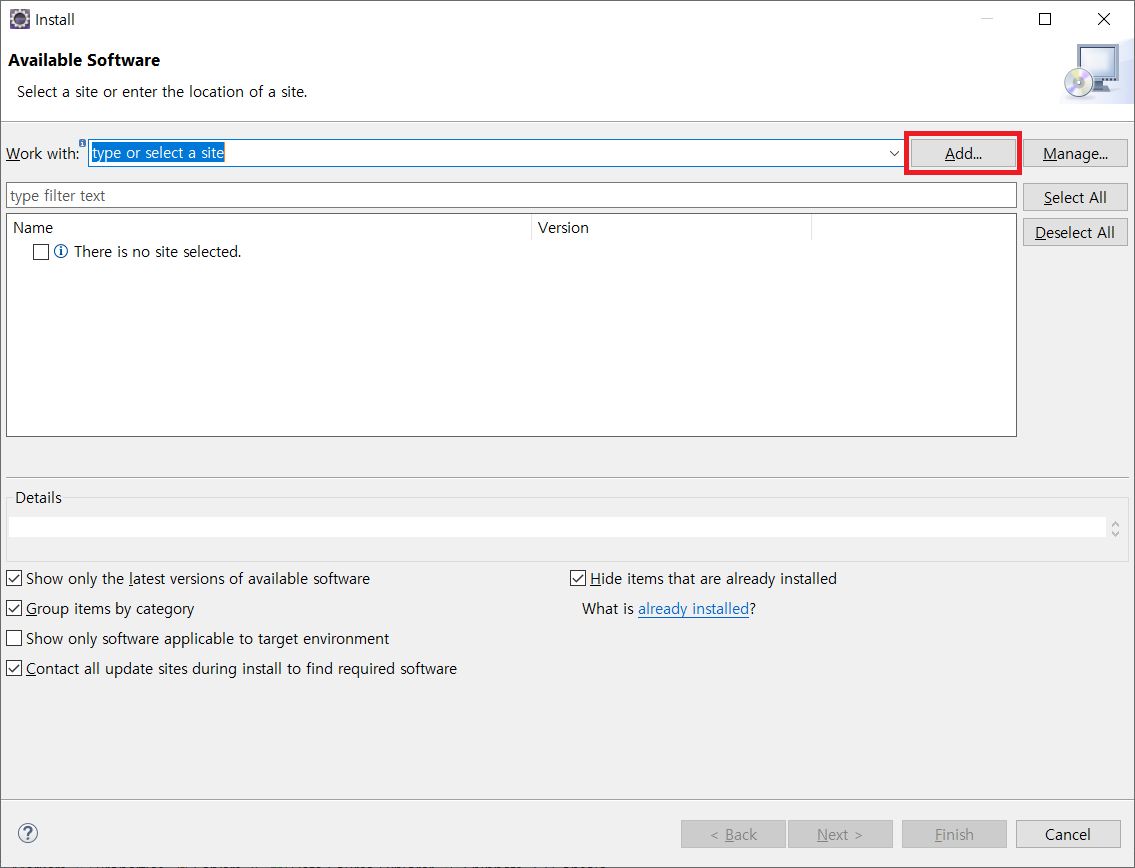 Install
Available Software
Select a site or enter the location of a site.
Work with: type or select a site Add... Manage...
type filter text Select All
Name Version Deselect All
There is no site selected.
Details
Show only the latest versions of available software Hide items that are already installed
Group items by category What is already installed?
Show only software applicable to target environment
Contact all update sites during install to find required software
? < Back Next > Finish Cancel